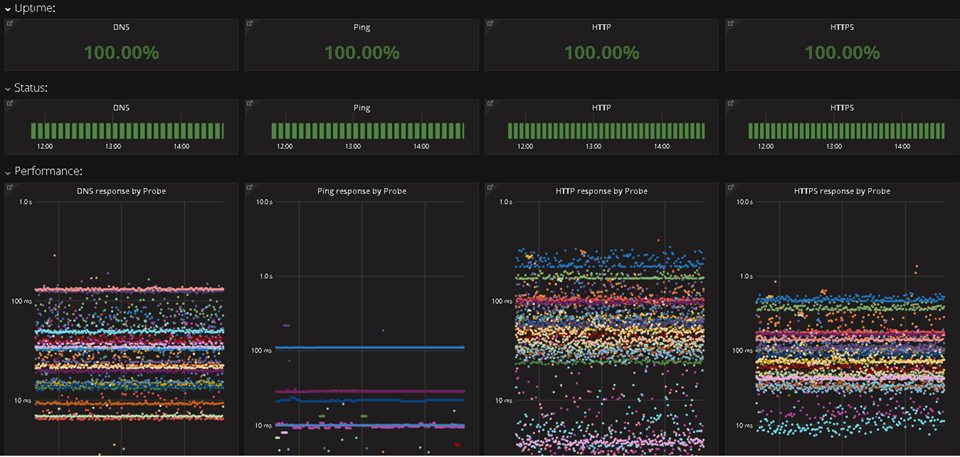 Uptime:
DNS Ping HTTP HTTPS
100.00% 100.00% 100.00% 100.00%
Status:
DNS Ping HTTP HTTPS
12:00 13:00 14:00 12:00 13:00 14:00 12:00 13:00 14:00 12:00 13:00 14:00
Performance:
DNS response by Probe Ping response by Probe HTTP response by Probe HTTPS response by Probe
1.0 s 10.0 s 1.0 s 10.0 s
1.0 s 1.0 s
100 ms 100 ms
100 ms 100 ms
10 ms 10 ms
10 ms 10 ms